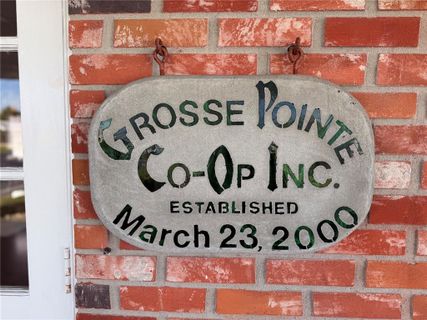 GROSSE POINTE
CO-OP INC.
ESTABLISHED
March 23, 2000